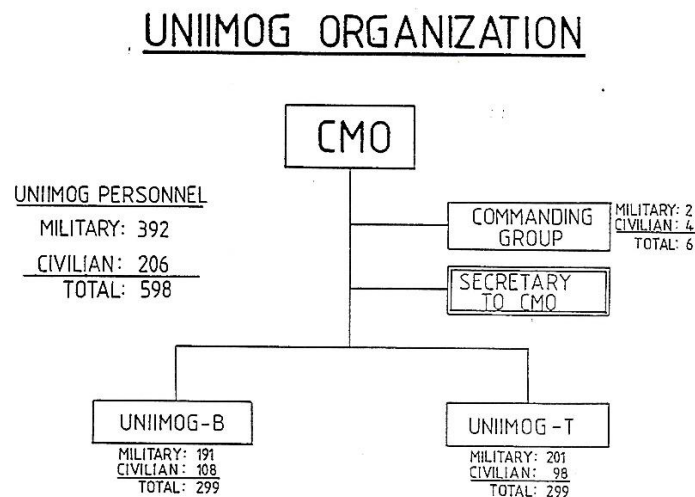 UNIIMOG ORGANIZATION
CMO
UNIIMOG PERSONNEL
MILITARY: 392
CIVILIAN: 206
TOTAL: 598
COMMANDING
GROUP
MILITARY: 2
CIVILIAN: 4
TOTAL: 6
SECRETARY
TO CMO
UNIIMOG-B
MILITARY: 191
CIVILIAN: 108
TOTAL: 299
UNIIMOG-T
MILITARY: 201
CIVILIAN: 98
TOTAL: 299